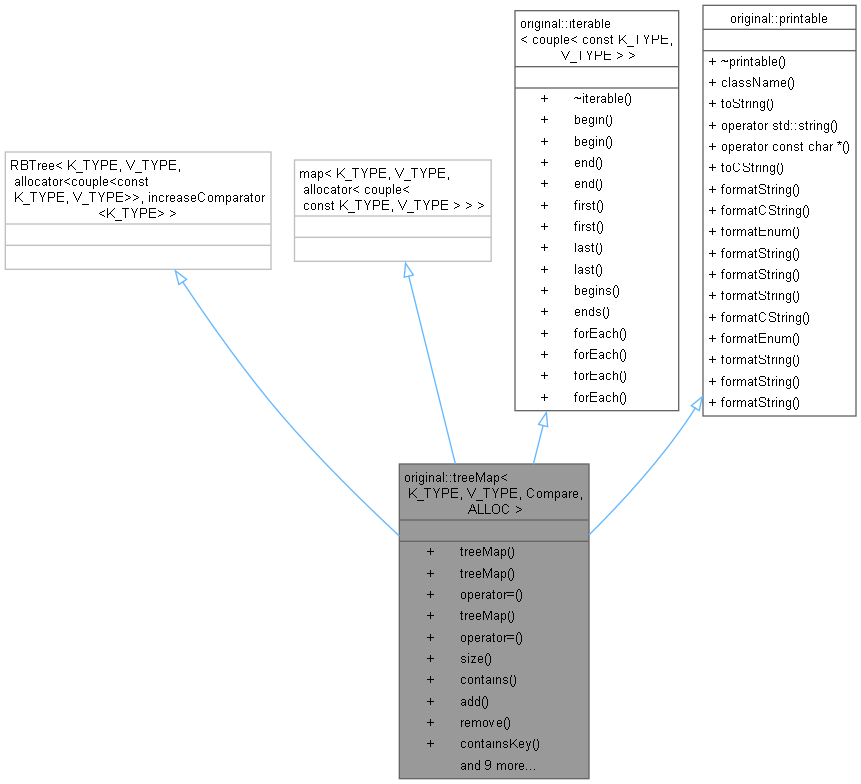 RBTree< K_TYPE, V_TYPE,
allocator<couple<const
K_TYPE, V_TYPE>>, increaseComparator
<K_TYPE> >
map< K_TYPE, V_TYPE,
allocator< couple<
const K_TYPE, V_TYPE > > >
original::iterable
< couple< const K_TYPE,
V_TYPE > >
+ ~iterable()
+ begin()
+ begin()
+ end()
+ end()
+ first()
+ first()
+ last()
+ last()
+ begins()
+ ends()
+ forEach()
+ forEach()
+ forEach()
+ forEach()
original::printable
+ ~printable()
+ className()
+ toString()
+ operator std::string()
+ operator const char *()
+ toCString()
+ formatString()
+ formatCString()
+ formatEnum()
+ formatString()
+ formatString()
+ formatString()
+ formatCString()
+ formatEnum()
+ formatString()
+ formatString()
+ formatString()
original::treeMap<
K_TYPE, V_TYPE, Compare,
ALLOC >
+ treeMap()
+ treeMap()
+ operator=()
+ treeMap()
+ operator=()
+ size()
+ contains()
+ add()
+ remove()
+ containsKey()
and 9 more...